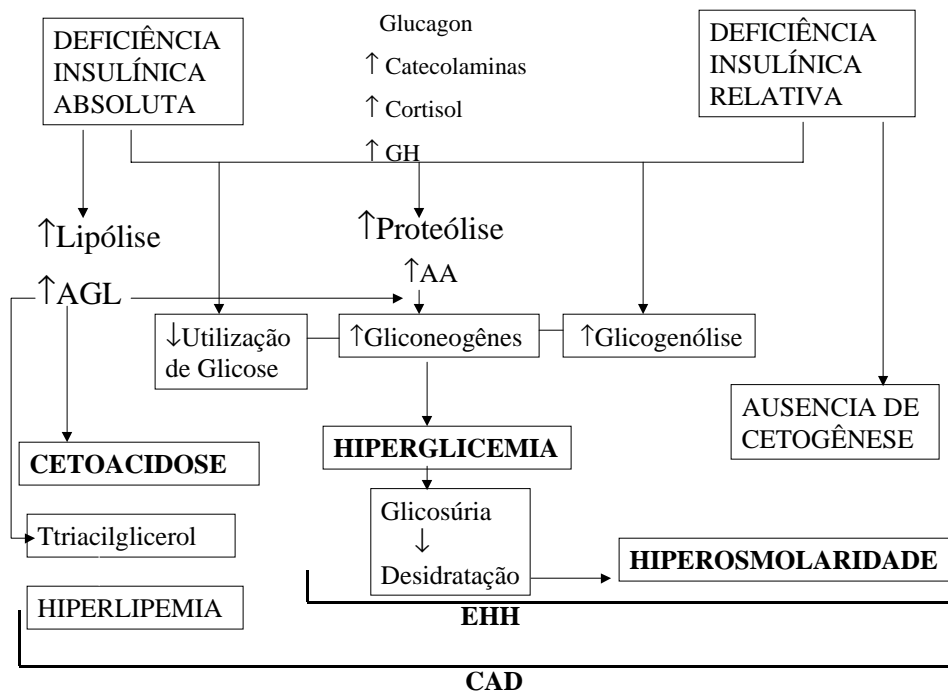 DEFICIÊNCIA
INSULÍNICA
ABSOLUTA
Glucagon
↑ Catecolaminas
↑ Cortisol
↑ GH
DEFICIÊNCIA
INSULÍNICA
RELATIVA
↑Lipólise
↑AGL
↑Proteólise
↑AA
↓Utilização
de Glicose
↑Gliconeogênes
↑Glicogenólise
AUSENCIA DE
CETOGÊNESE
CETOACIDOSE
HIPERGLICEMIA
Glicosúria
↓
Desidratação
Ttriacilglicerol
HIPEROSMOLARIDADE
HIPERLIPEMIA
EHH
CAD